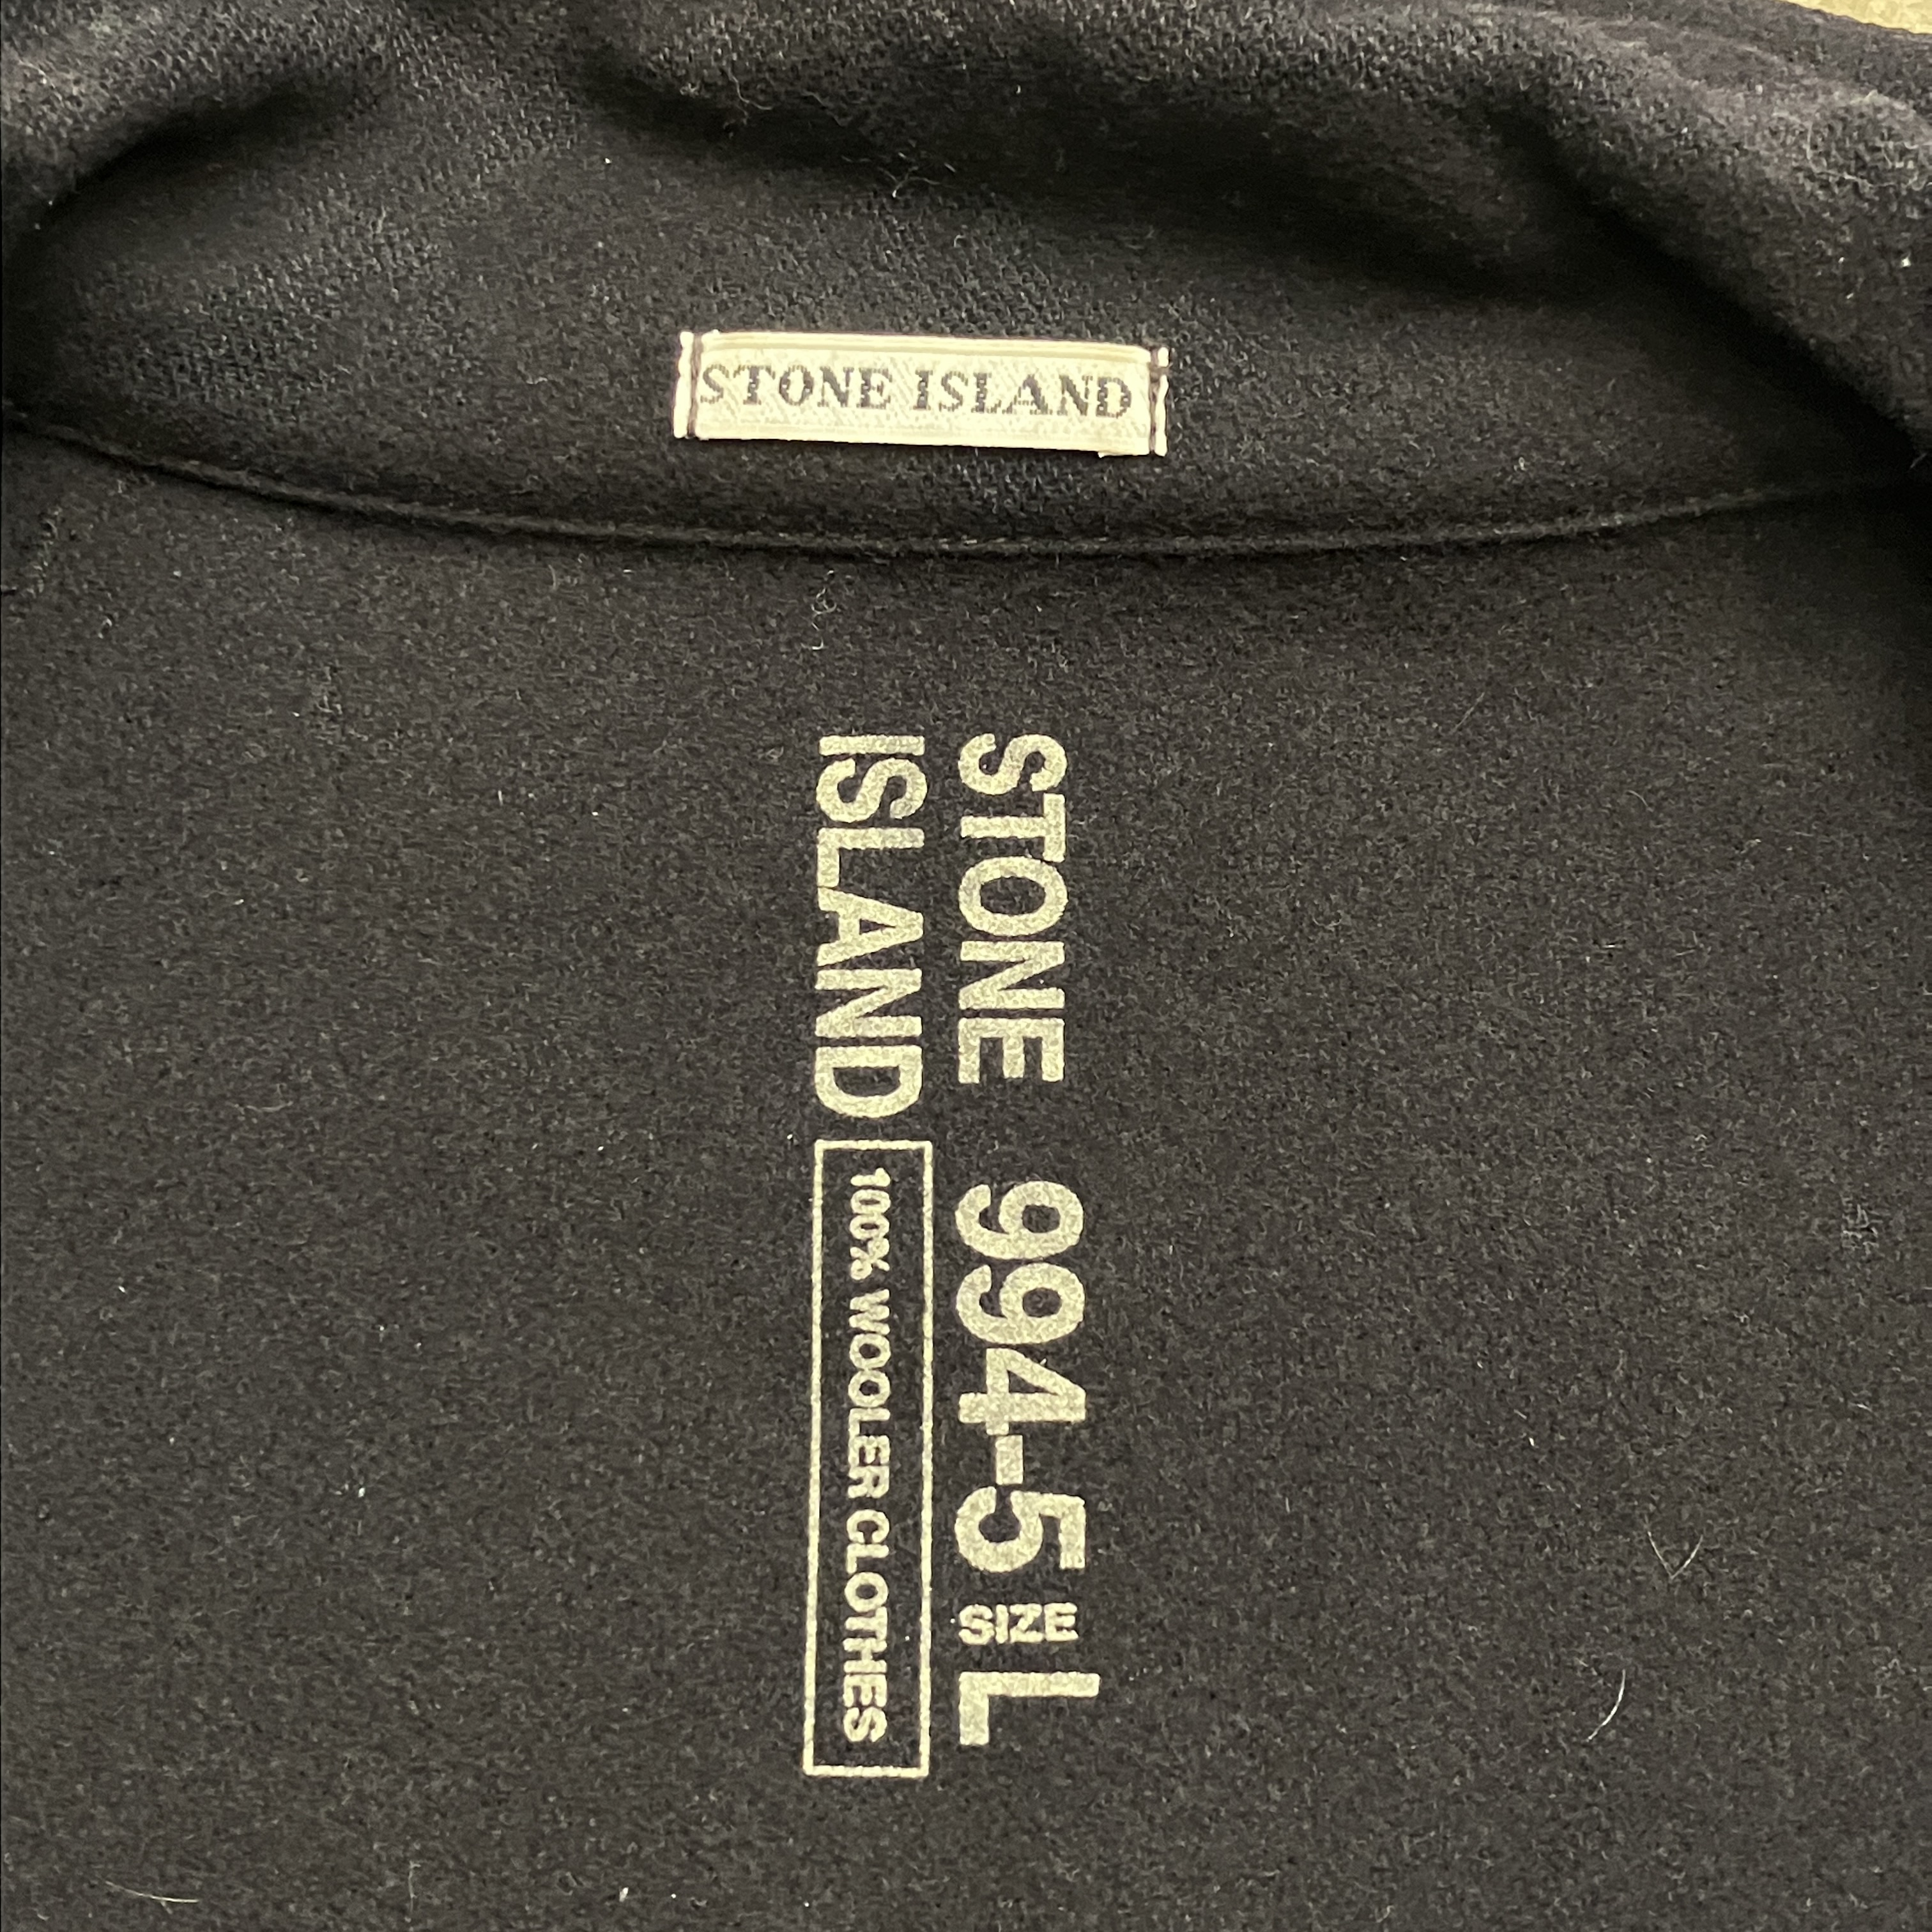 STONE ISLAND
STONE 994-5 SIZE L
ISLAND 100% WOOLER CLOTHES